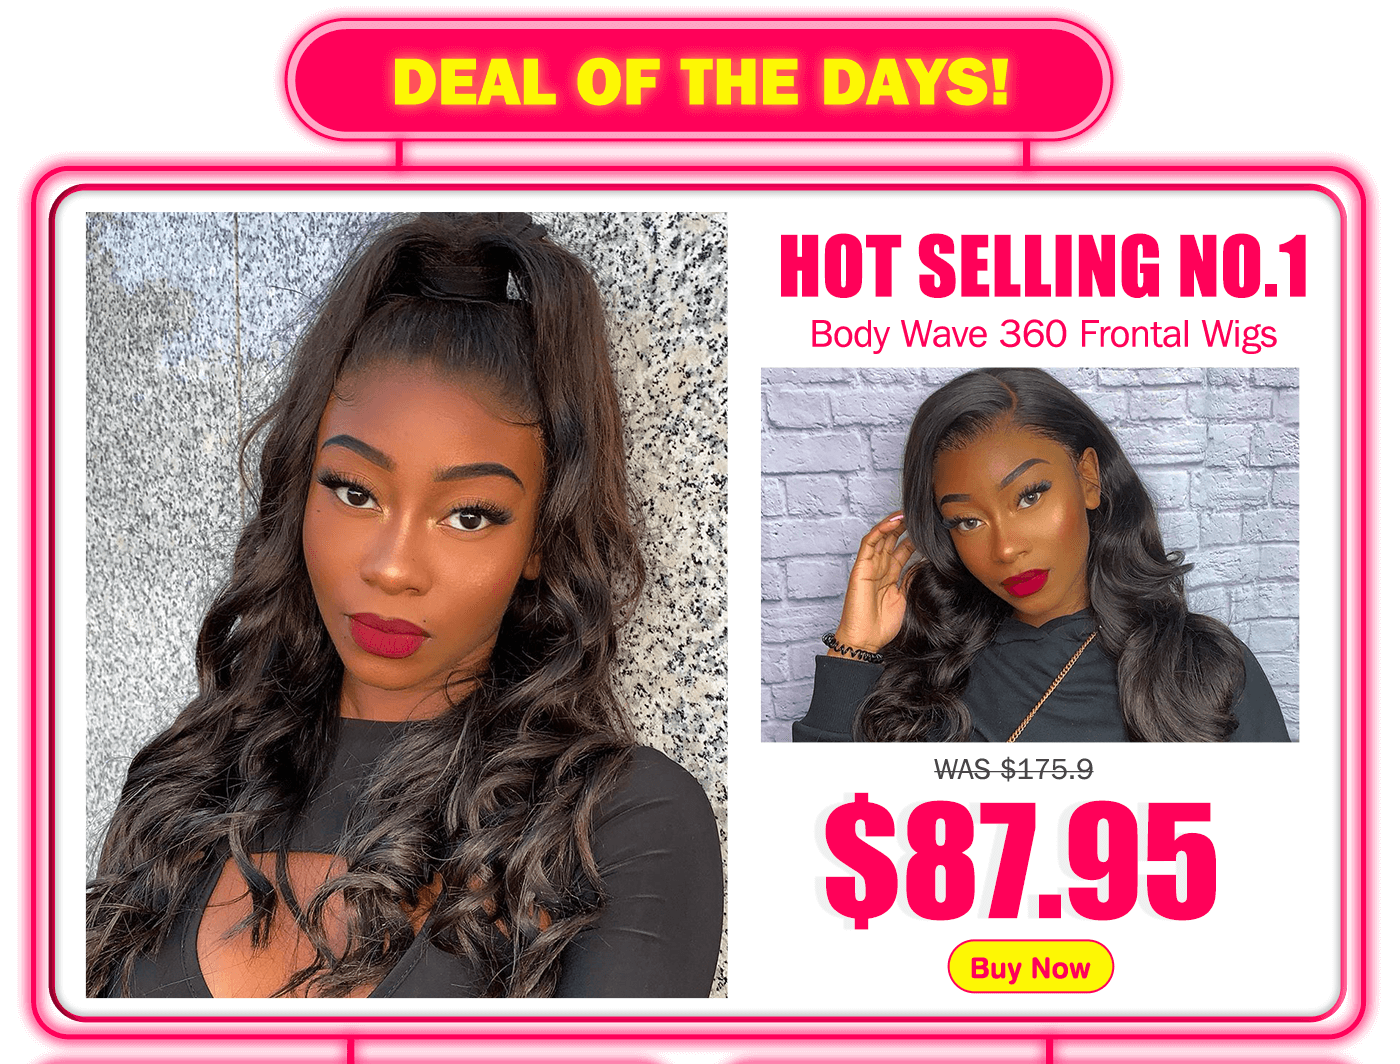 DEAL OF THE DAYS!
HOT SELLING NO.1
Body Wave 360 Frontal Wigs
WAS $175.9
$87.95
Buy Now